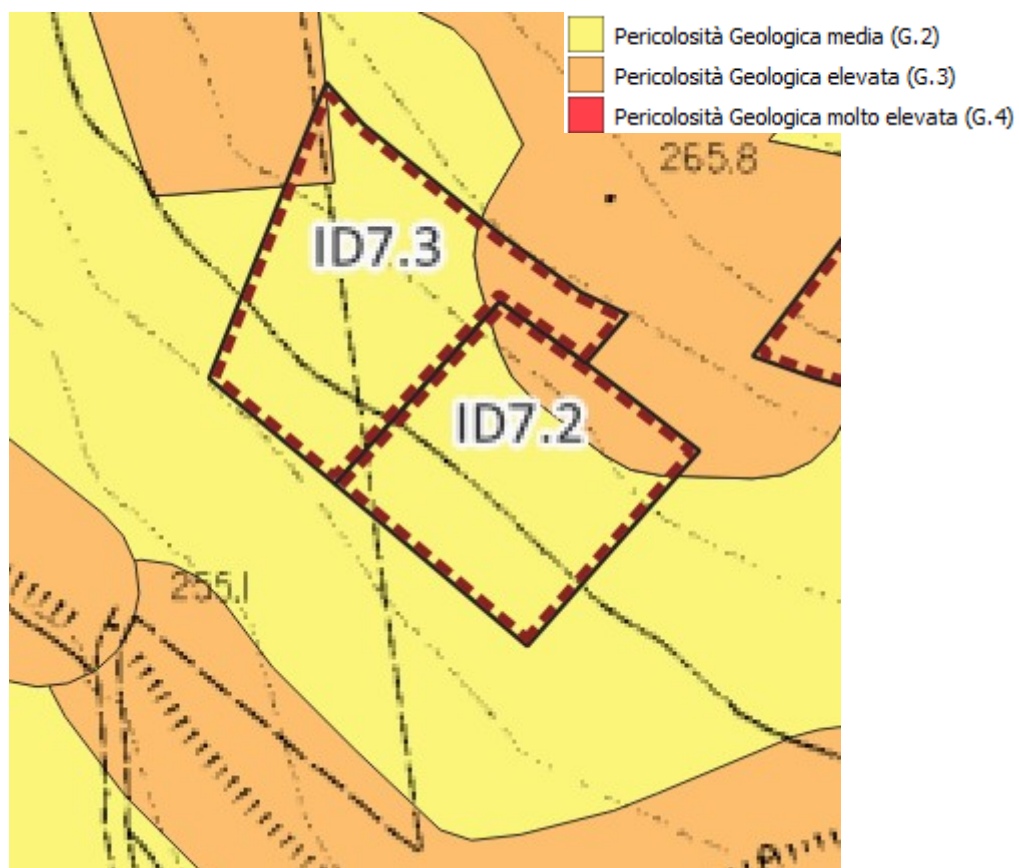 Pericolosità Geologica media (G.2)
Pericolosità Geologica elevata (G.3)
Pericolosità Geologica molto elevata (G.4)
265.8
ID7.3
ID7.2
255.1